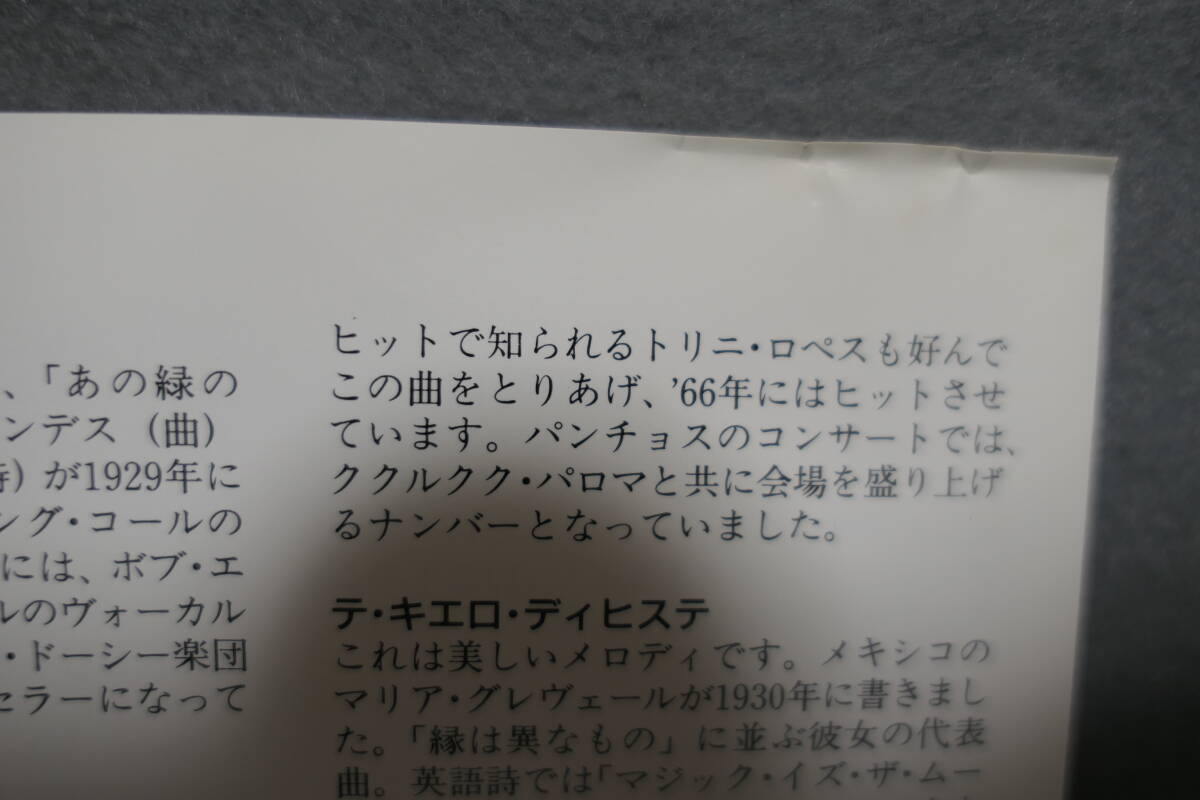 、「あの緑の
ンデス（曲）
詩）が1929年に
ング・コールの
には、ボブ・エ
ルのヴォーカル
・ドーシー楽団
セラーになって
ヒットで知られるトリニ・ロペスも好んで
この曲をとりあげ、'66年にはヒットさせ
ています。パンチョスのコンサートでは、
ククルクク・パロマと共に会場を盛り上げ
るナンバーとなっていました。
テ・キエロ・ディヒステ
これは美しいメロディです。メキシコの
マリア・グレヴェールが1930年に書きまし
た。「縁は異なもの」に並ぶ彼女の代表
曲。英語詩では「マジック・イズ・ザ・ムー